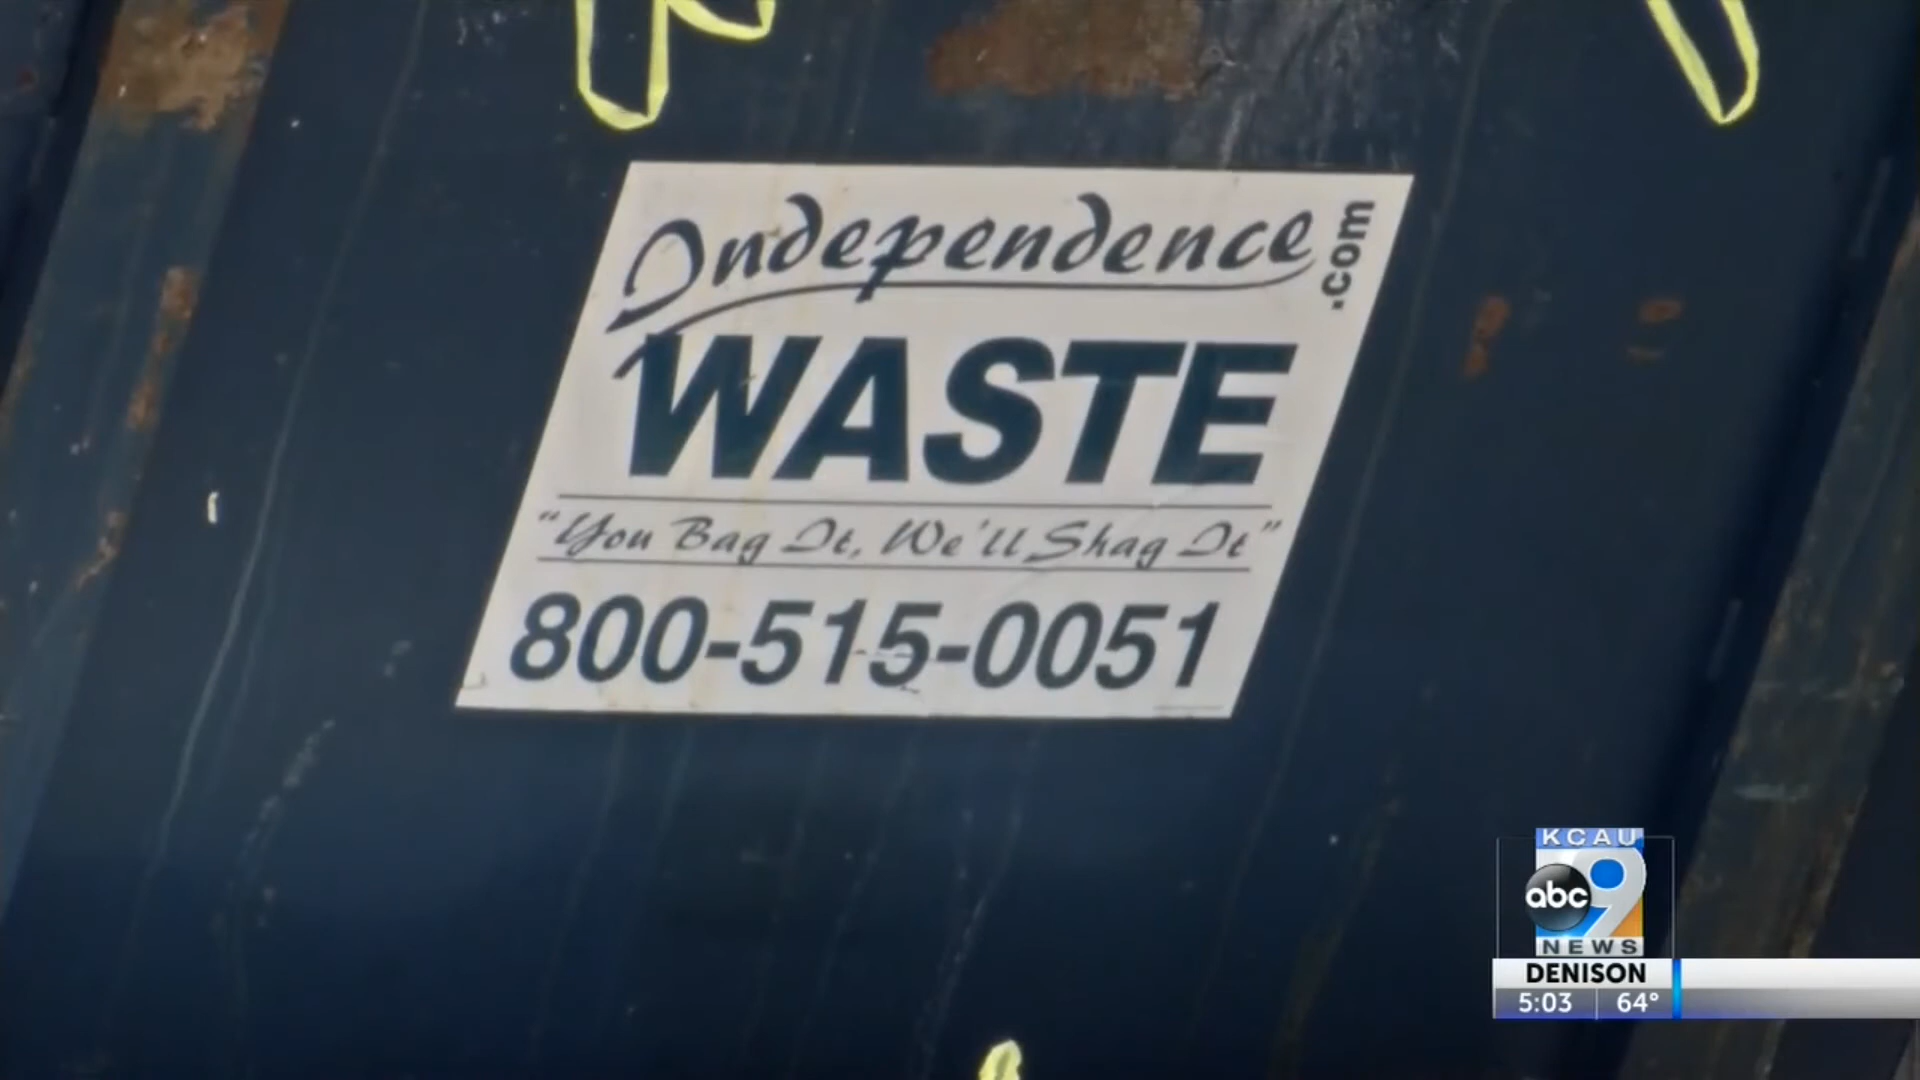 Independence .com
WASTE
"You Bag It, We'll Shag It"
800-515-0051
KCAU
abc 9
NEWS
DENISON
5:03 64°